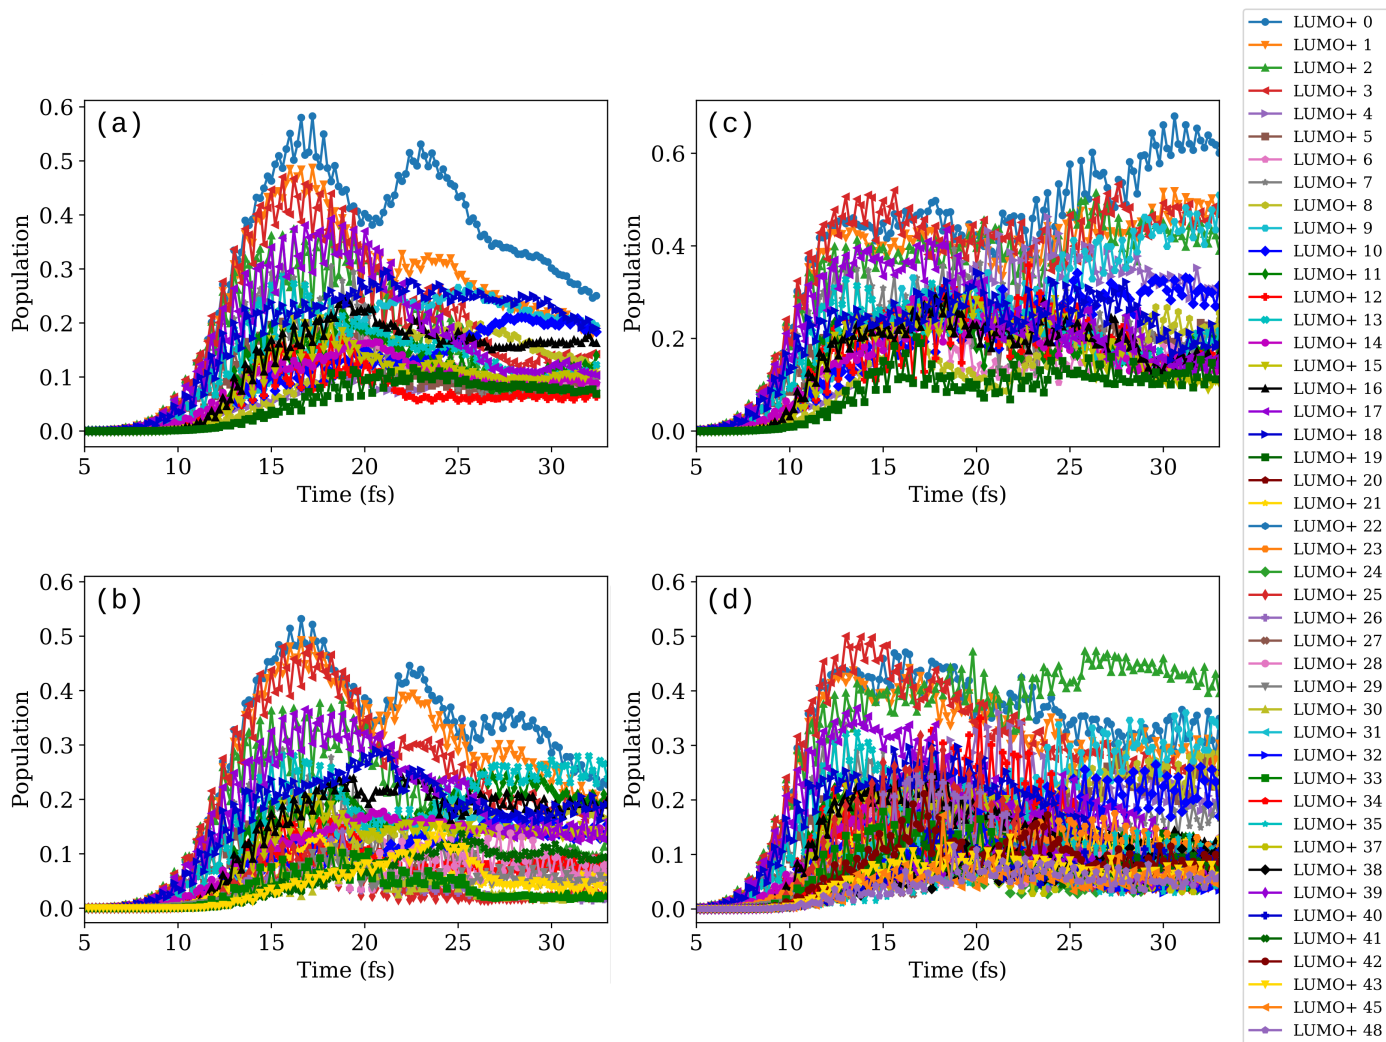 (a)
0.6
0.5
0.4
0.3
0.2
0.1
0.0
Population
5 10 15 20 25 30
Time (fs)
(c)
0.6
0.4
0.2
0.0
Population
5 10 15 20 25 30
Time (fs)
(b)
0.6
0.5
0.4
0.3
0.2
0.1
0.0
Population
5 10 15 20 25 30
Time (fs)
(d)
0.6
0.5
0.4
0.3
0.2
0.1
0.0
Population
5 10 15 20 25 30
Time (fs)
LUMO+ 0
LUMO+ 1
LUMO+ 2
LUMO+ 3
LUMO+ 4
LUMO+ 5
LUMO+ 6
LUMO+ 7
LUMO+ 8
LUMO+ 9
LUMO+ 10
LUMO+ 11
LUMO+ 12
LUMO+ 13
LUMO+ 14
LUMO+ 15
LUMO+ 16
LUMO+ 17
LUMO+ 18
LUMO+ 19
LUMO+ 20
LUMO+ 21
LUMO+ 22
LUMO+ 23
LUMO+ 24
LUMO+ 25
LUMO+ 26
LUMO+ 27
LUMO+ 28
LUMO+ 29
LUMO+ 30
LUMO+ 31
LUMO+ 32
LUMO+ 33
LUMO+ 34
LUMO+ 35
LUMO+ 37
LUMO+ 38
LUMO+ 39
LUMO+ 40
LUMO+ 41
LUMO+ 42
LUMO+ 43
LUMO+ 45
LUMO+ 48